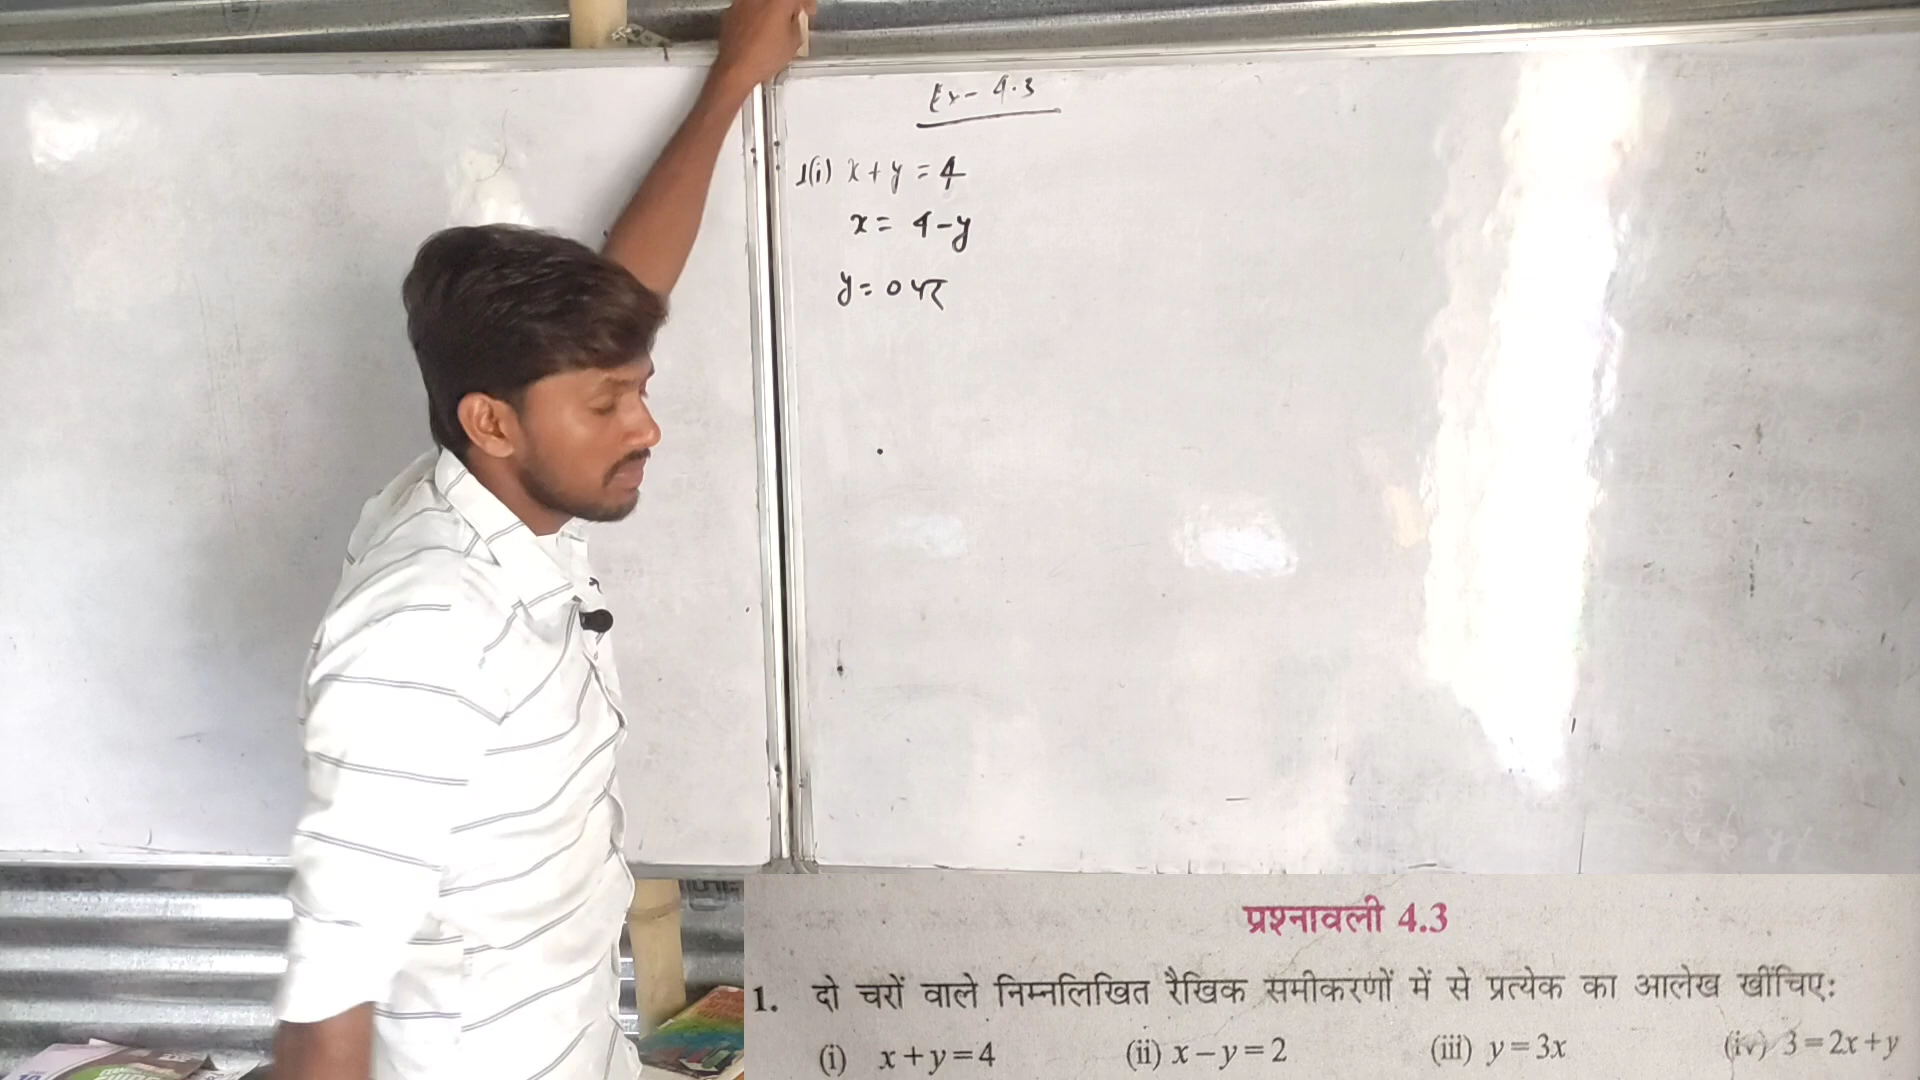 Ex- 4.3
1(i) x + y = 4
x = 4 - y
y = 0 पर
प्रश्नावली 4.3
1. दो चरों वाले निम्नलिखित रैखिक समीकरणों में से प्रत्येक का आलेख खींचिए:
(i) x + y = 4 (ii) x – y = 2 (iii) y = 3x (iv) 3 = 2x + y